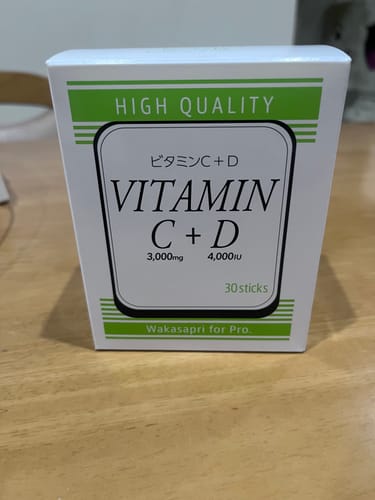 HIGH QUALITY
ビタミンC+D
VITAMIN
C + D
3,000mg 4,000IU
30sticks
Wakasapri for Pro.